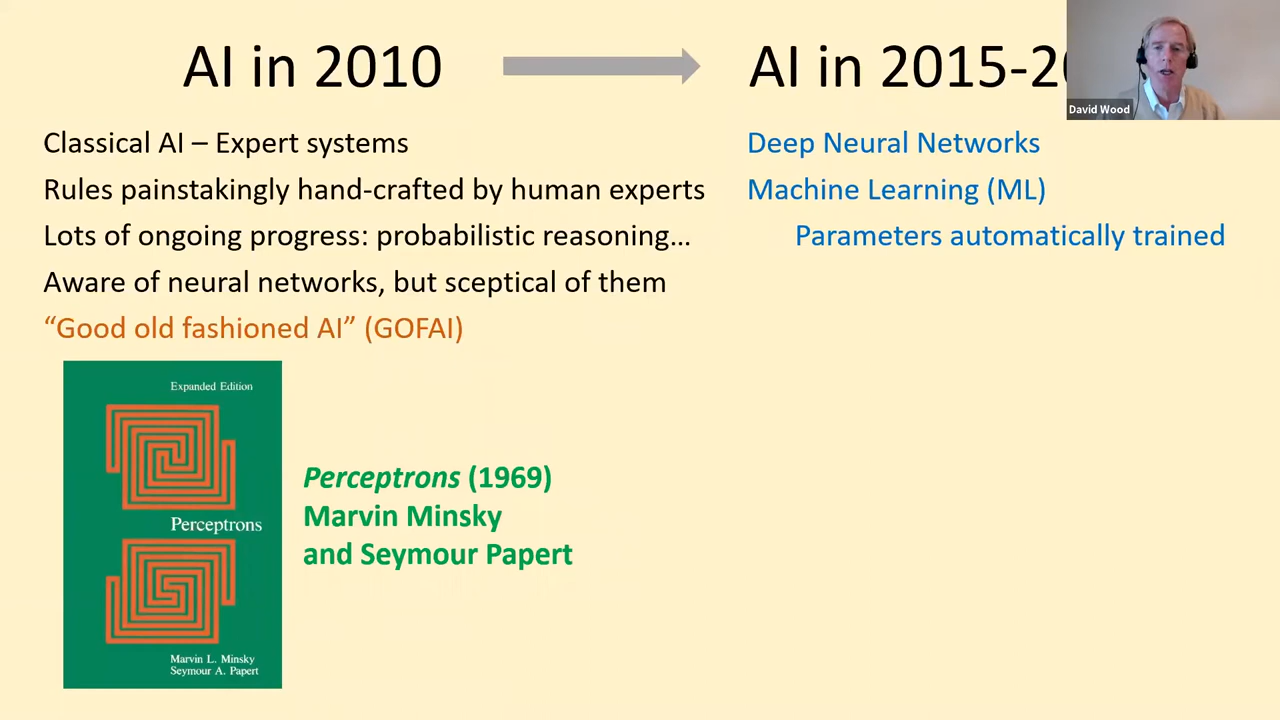 AI in 2010
AI in 2015-20
David Wood
Classical AI – Expert systems
Rules painstakingly hand-crafted by human experts
Lots of ongoing progress: probabilistic reasoning…
Aware of neural networks, but sceptical of them
“Good old fashioned AI” (GOFAI)
Deep Neural Networks
Machine Learning (ML)
Parameters automatically trained
Expanded Edition
Perceptrons
Marvin L. Minsky
Seymour A. Papert
Perceptrons (1969)
Marvin Minsky
and Seymour Papert